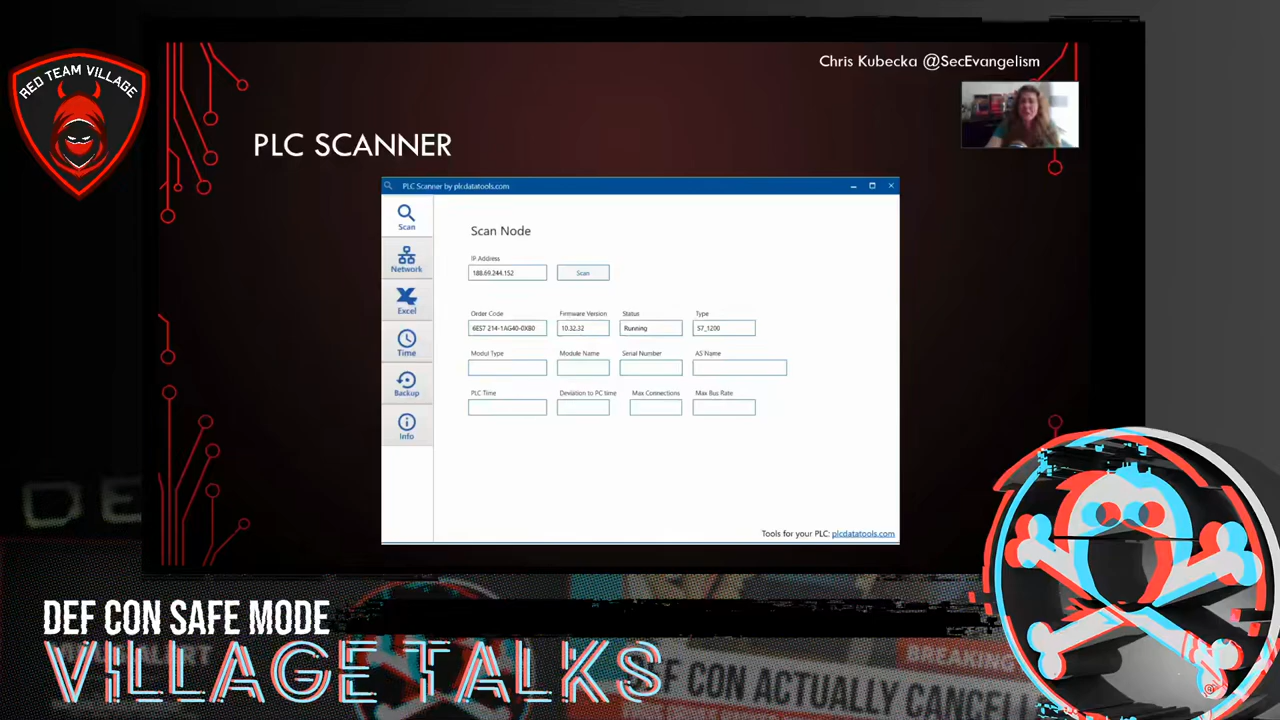 RED TEAM VILLAGE
Chris Kubecka @SecEvangelism
PLC SCANNER
PLC Scanner by plcdatatools.com
Scan
Network
Excel
Time
Backup
Info
Scan Node
IP Address
188.69.244.152
Scan
Order Code Firmware Version Status Type
6ES7 214-1AG40-0XB0 10.32.32 Running S7_1200
Modul Type Module Name Serial Number AS Name
PLC Time Deviation to PC time Max Connections Max Bus Rate
Tools for your PLC: plcdatatools.com
DEF CON SAFE MODE
VILLAGE TALKS
BREAKING
DEF CON ACTUALLY CANCELL